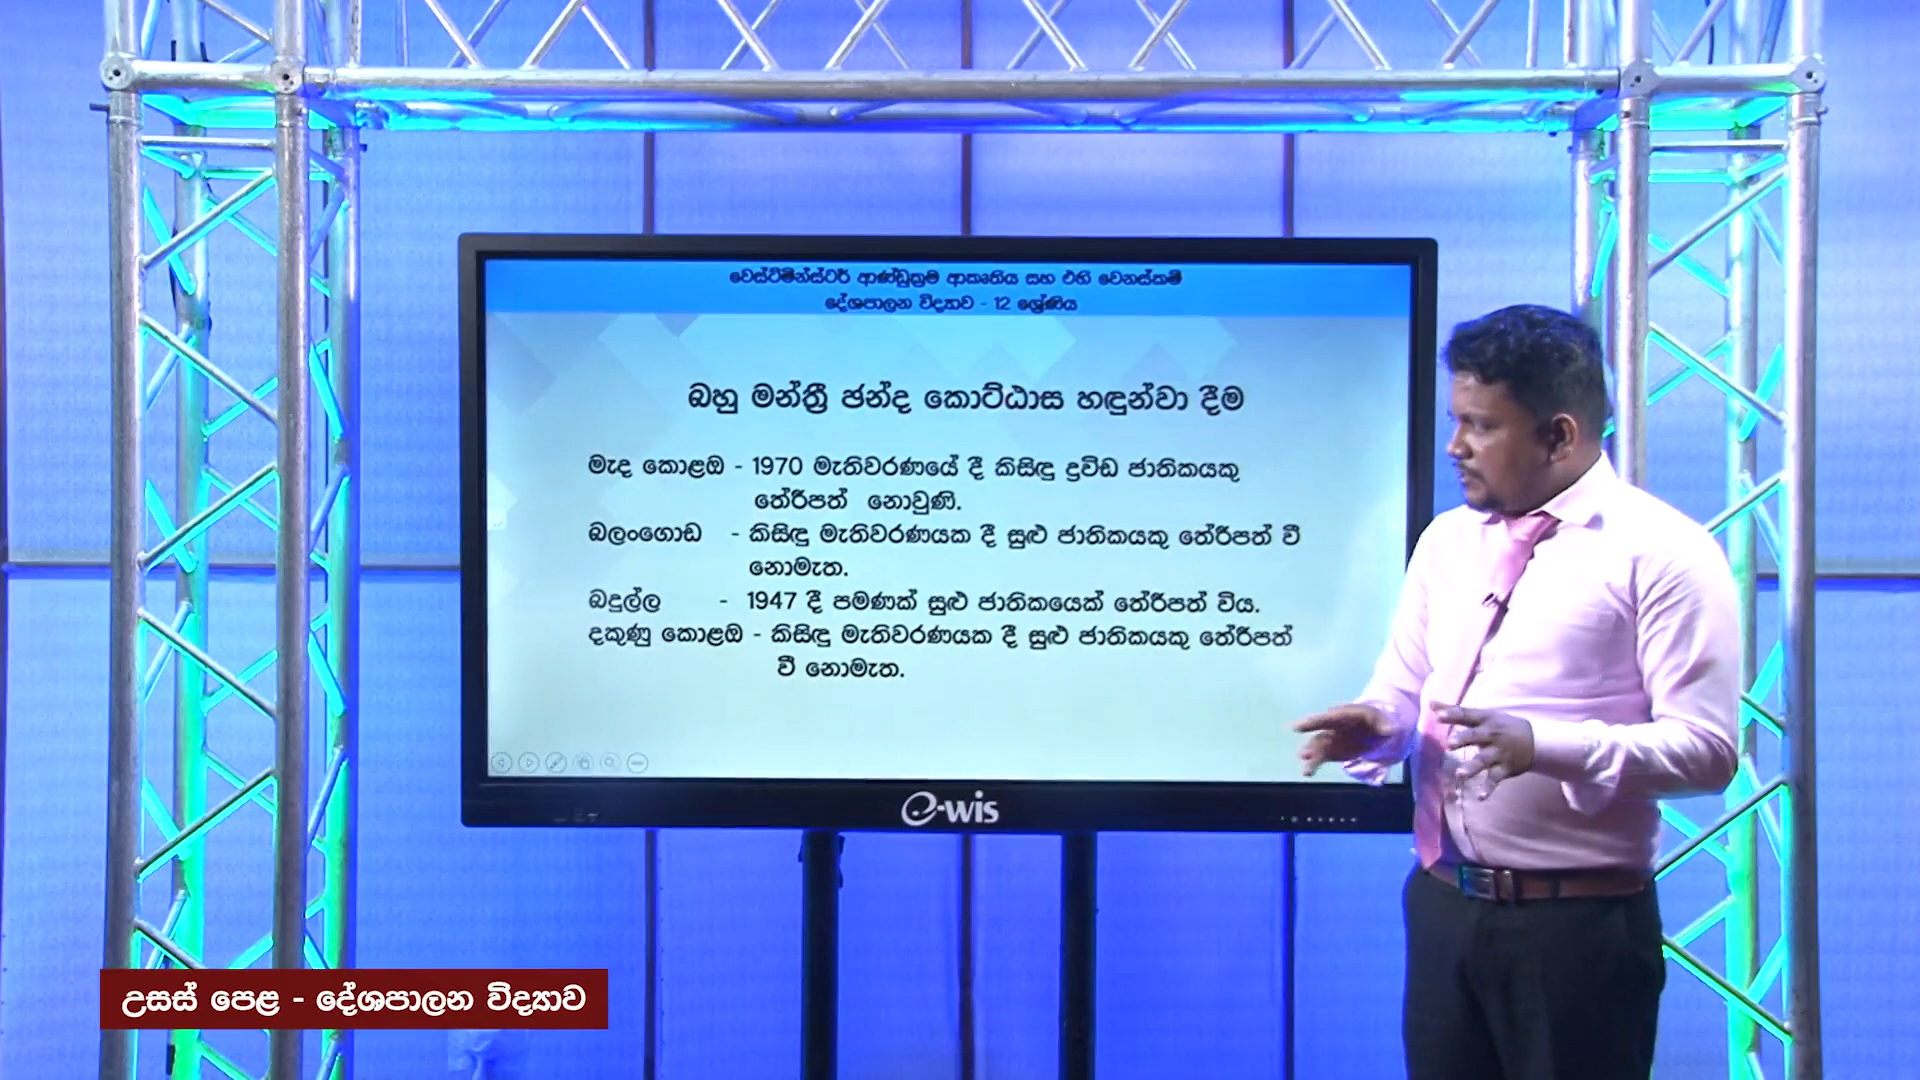 වෙස්ට්මින්ස්ටර් ආණ්ඩුක්‍රම ආකෘතිය සහ එහි වෙනස්කම්
දේශපාලන විද්‍යාව - 12 ශ්‍රේණිය
බහු මන්ත්‍රී ඡන්ද කොට්ඨාස හඳුන්වා දීම
මැද කොළඹ - 1970 මැතිවරණයේ දී කිසිඳු ද්‍රවිඩ ජාතිකයකු
තේරීපත් නොවුණි.
බලංගොඩ - කිසිඳු මැතිවරණයක දී සුළු ජාතිකයකු තේරීපත් වී
නොමැත.
බදුල්ල - 1947 දී පමණක් සුළු ජාතිකයෙක් තේරීපත් විය.
දකුණු කොළඹ - කිසිඳු මැතිවරණයක දී සුළු ජාතිකයකු තේරීපත්
වී නොමැත.
e-wis
උසස් පෙළ - දේශපාලන විද්‍යාව